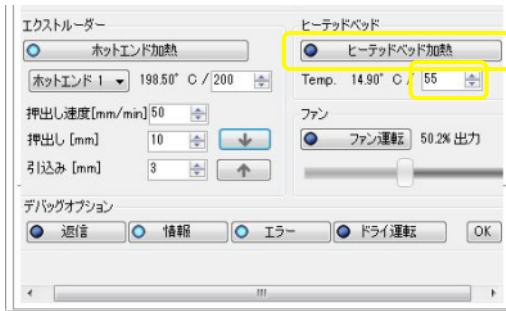 エクストルーダー
ホットエンド加熱
ホットエンド 1 198.50° C / 200
押出し速度[mm/min] 50
押出し [mm] 10
引込み [mm] 3
ヒーテッドベッド
ヒーテッドベッド加熱
Temp. 14.90° C / 55
ファン
ファン運転 50.2% 出力
デバッグオプション
返信 情報 エラー ドライ運転 OK